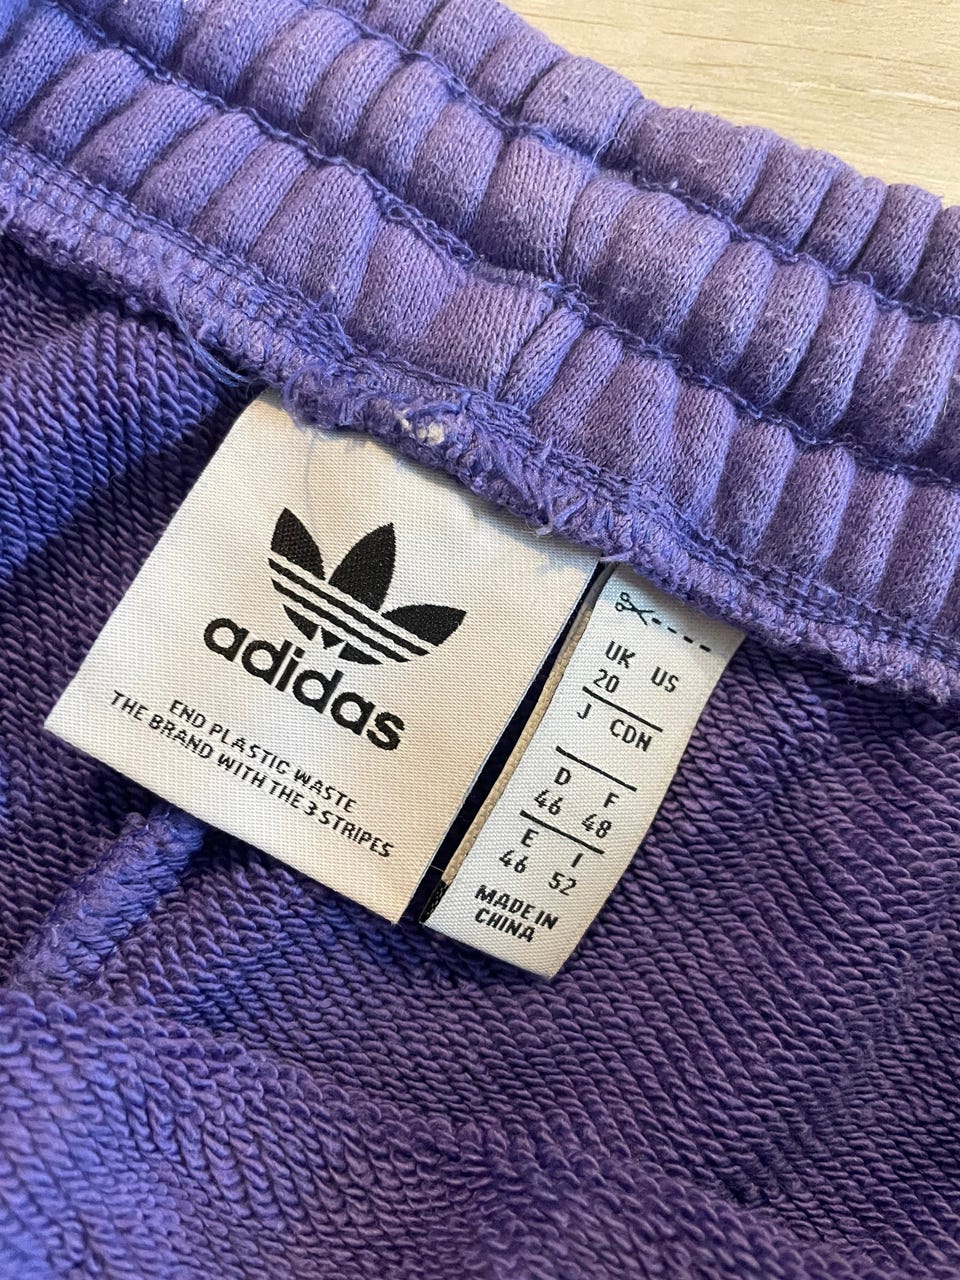 adidas
END PLASTIC WASTE
THE BRAND WITH THE 3 STRIPES
UK US
20
J CDN
D F
46 48
E I
46 52
MADE IN
CHINA